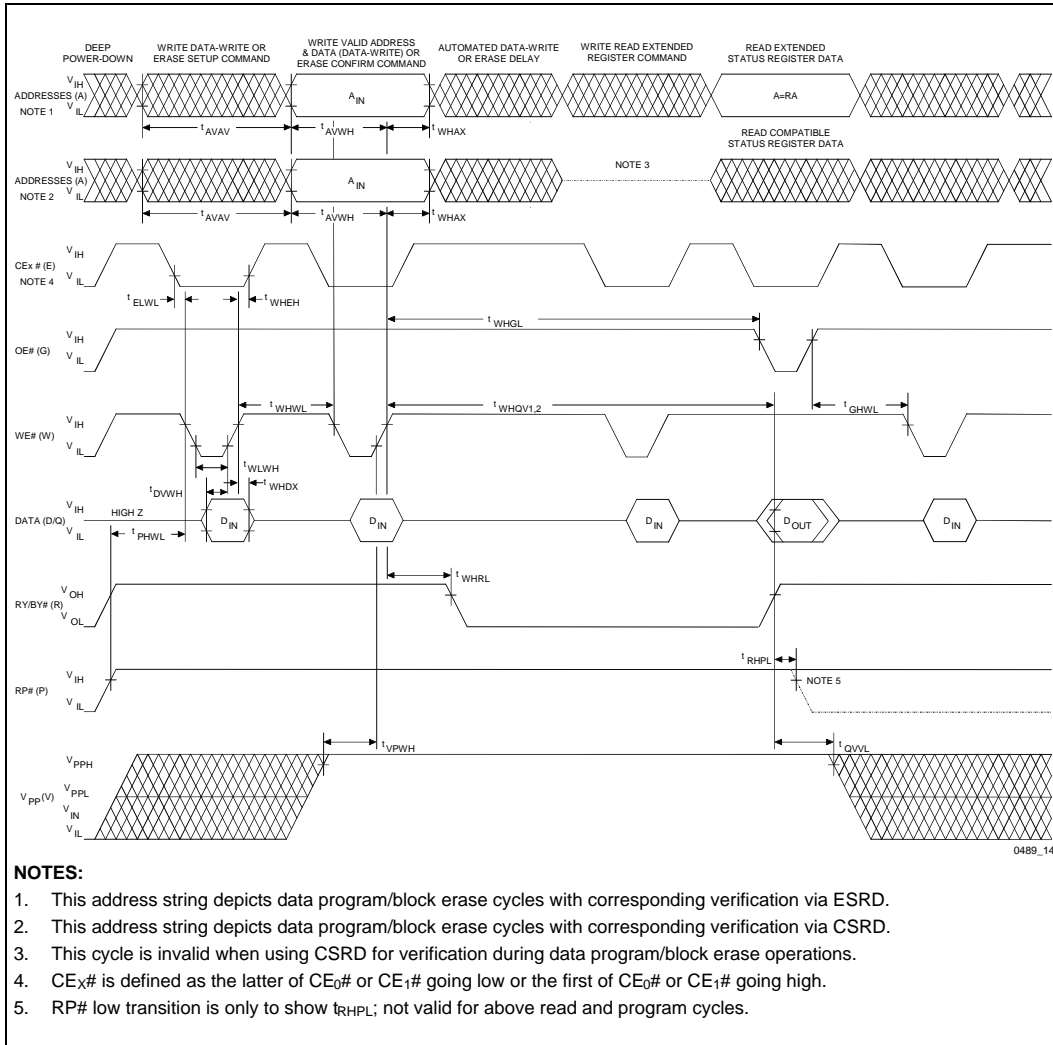 DEEP
POWER-DOWN
WRITE DATA-WRITE OR
ERASE SETUP COMMAND
WRITE VALID ADDRESS
& DATA (DATA-WRITE) OR
ERASE CONFIRM COMMAND
AUTOMATED DATA-WRITE
OR ERASE DELAY
WRITE READ EXTENDED
REGISTER COMMAND
READ EXTENDED
STATUS REGISTER DATA
V IH
ADDRESSES (A)
NOTE 1
V IL
A IN
A=RA
t AVAV
t AVWH
t WHAX
READ COMPATIBLE
STATUS REGISTER DATA
V IH
ADDRESSES (A)
NOTE 2
V IL
A IN
NOTE 3
t AVAV
t AVWH
t WHAX
V IH
CEx # (E)
NOTE 4
V IL
t ELWL
t WHEH
t WHGL
V IH
OE# (G)
V IL
t WHWL
t WHQV1,2
t GHWL
V IH
WE# (W)
V IL
t WLWH
t DVWH
t WHDX
V IH
DATA (D/Q)
V IL
HIGH Z
D IN
D IN
D IN
D OUT
D IN
t PHWL
t WHRL
V OH
RY/BY# (R)
V OL
t RHPL
V IH
RP# (P)
V IL
NOTE 5
t VPWH
t QVVL
V PPH
V PP (V)
V PPL
V IN
V IL
0489_14
NOTES:
1. This address string depicts data program/block erase cycles with corresponding verification via ESRD.
2. This address string depicts data program/block erase cycles with corresponding verification via CSRD.
3. This cycle is invalid when using CSRD for verification during data program/block erase operations.
4. CEX# is defined as the latter of CE0# or CE1# going low or the first of CE0# or CE1# going high.
5. RP# low transition is only to show tRHPL; not valid for above read and program cycles.